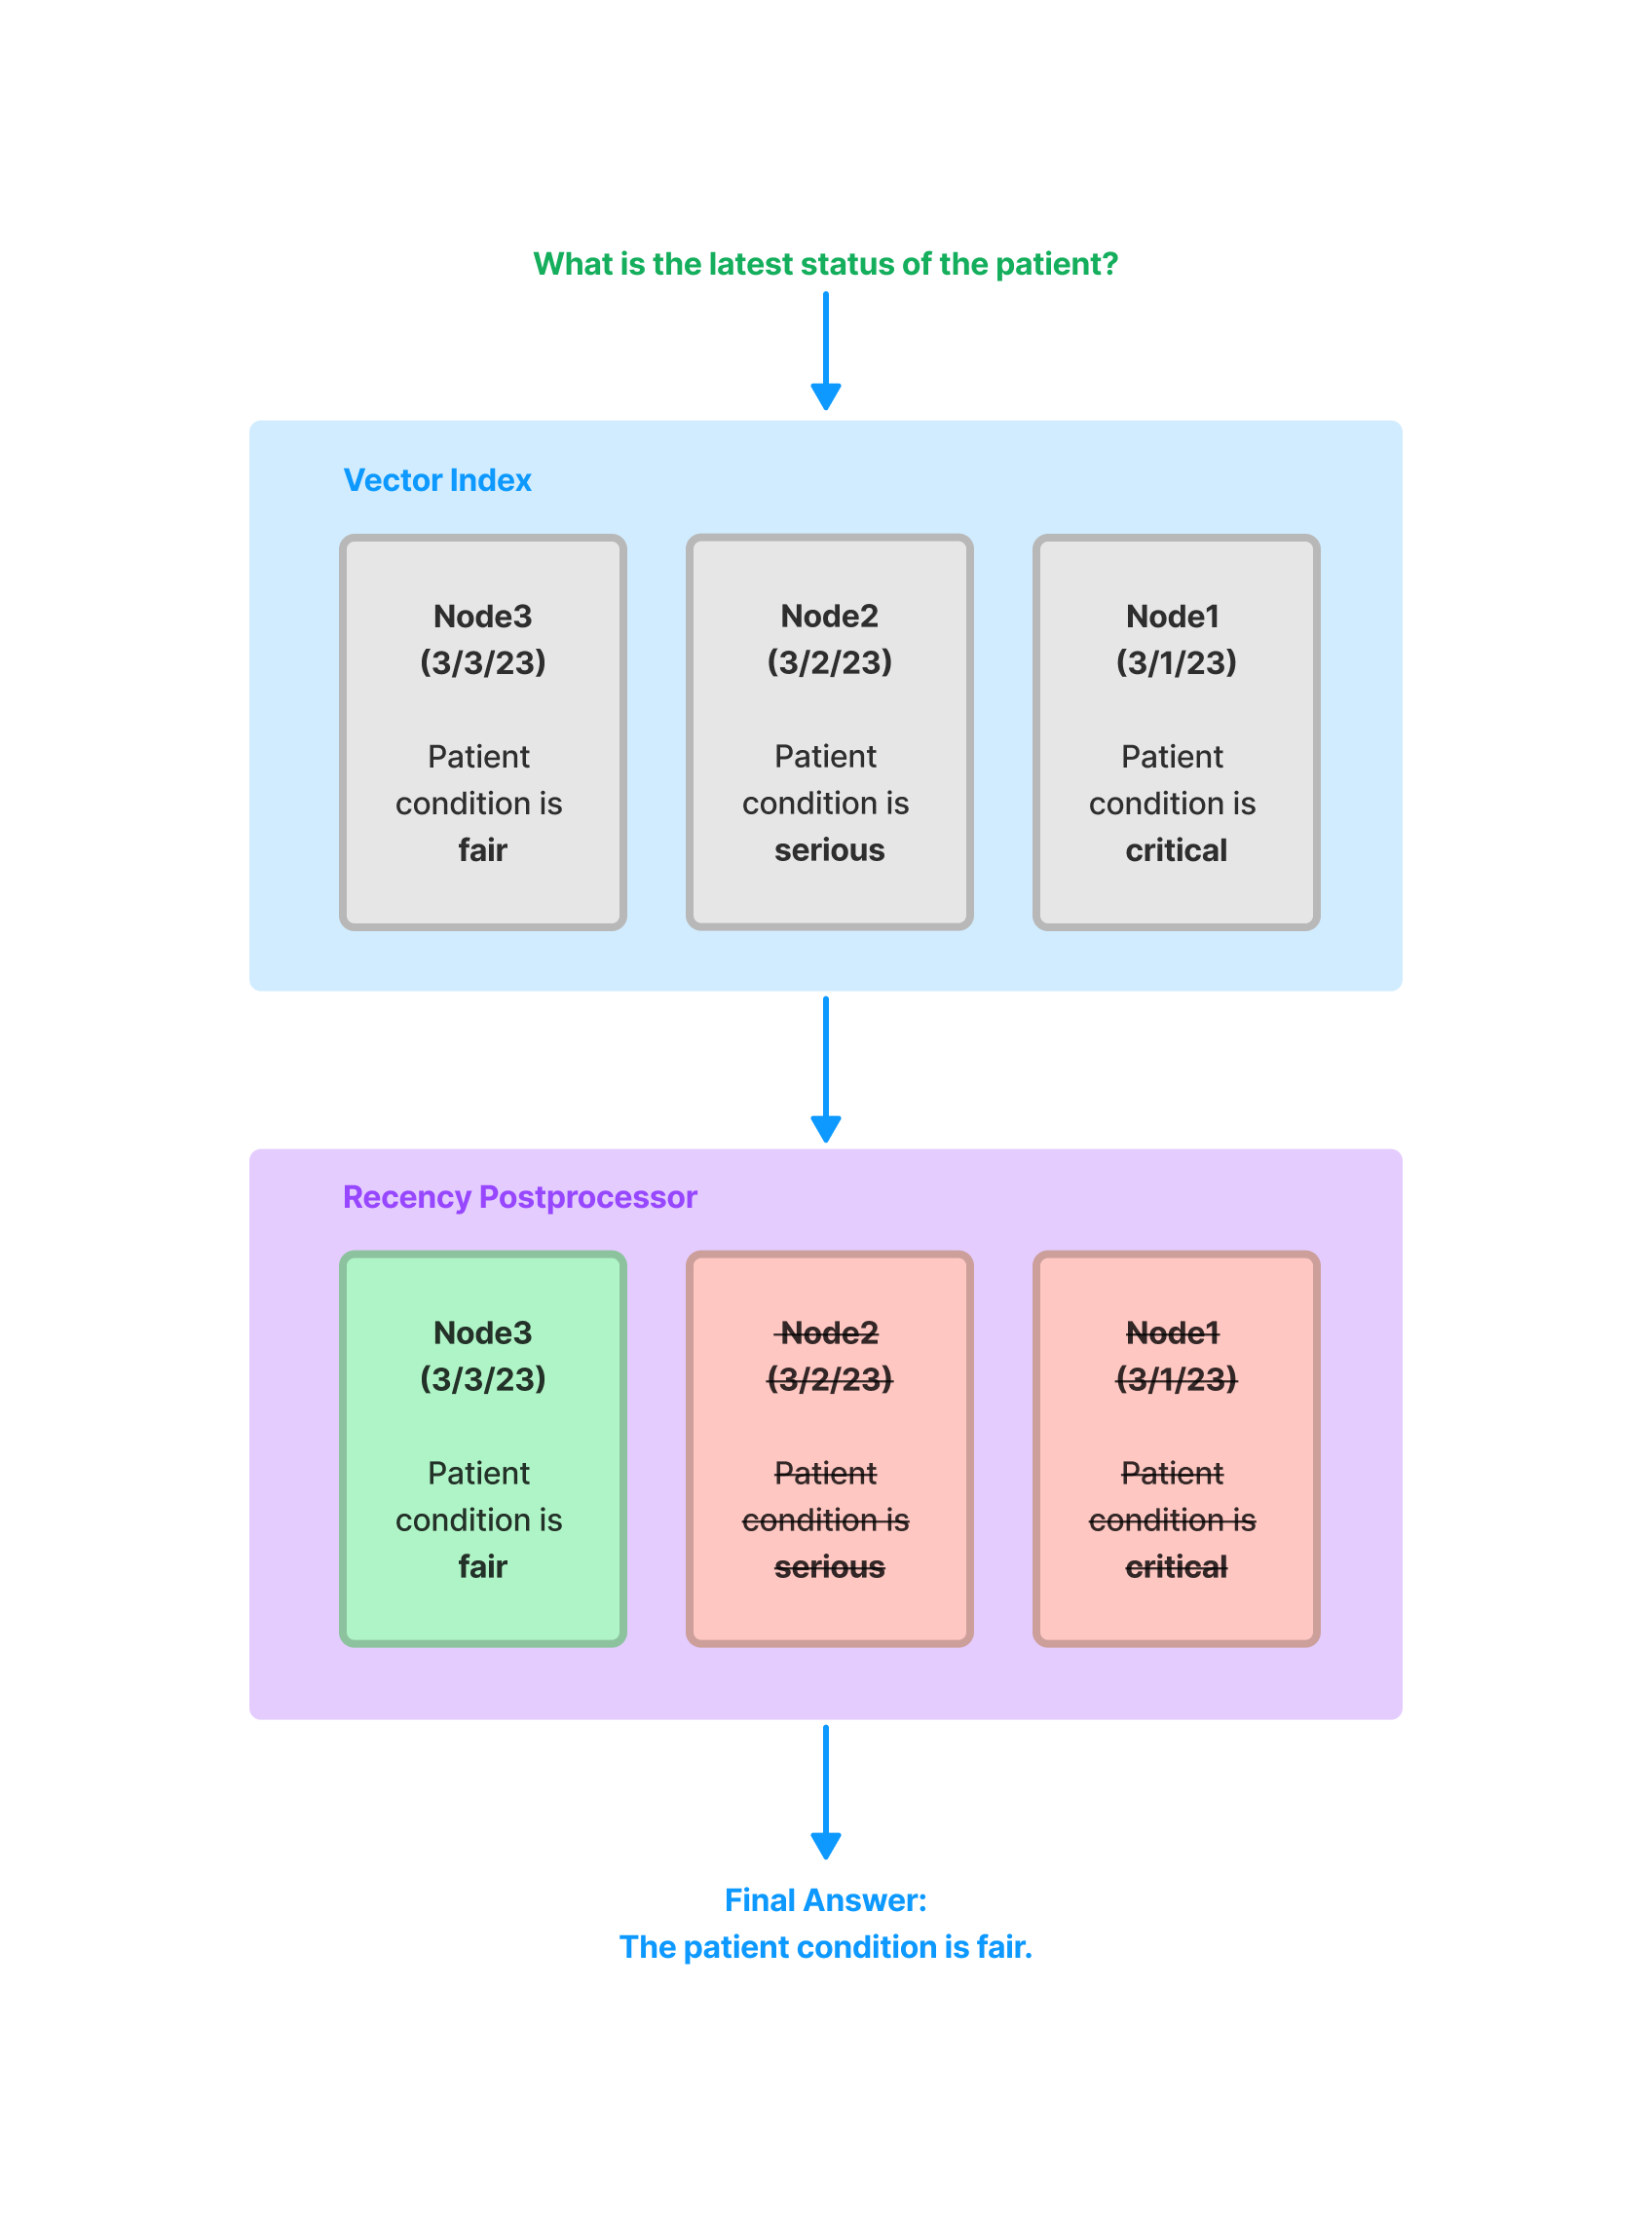 What is the latest status of the patient?
Vector Index
Node3
(3/3/23)
Patient
condition is
fair
Node2
(3/2/23)
Patient
condition is
serious
Node1
(3/1/23)
Patient
condition is
critical
Recency Postprocessor
Node3
(3/3/23)
Patient
condition is
fair
Node2
(3/2/23)
Patient
condition is
serious
Node1
(3/1/23)
Patient
condition is
critical
Final Answer:
The patient condition is fair.